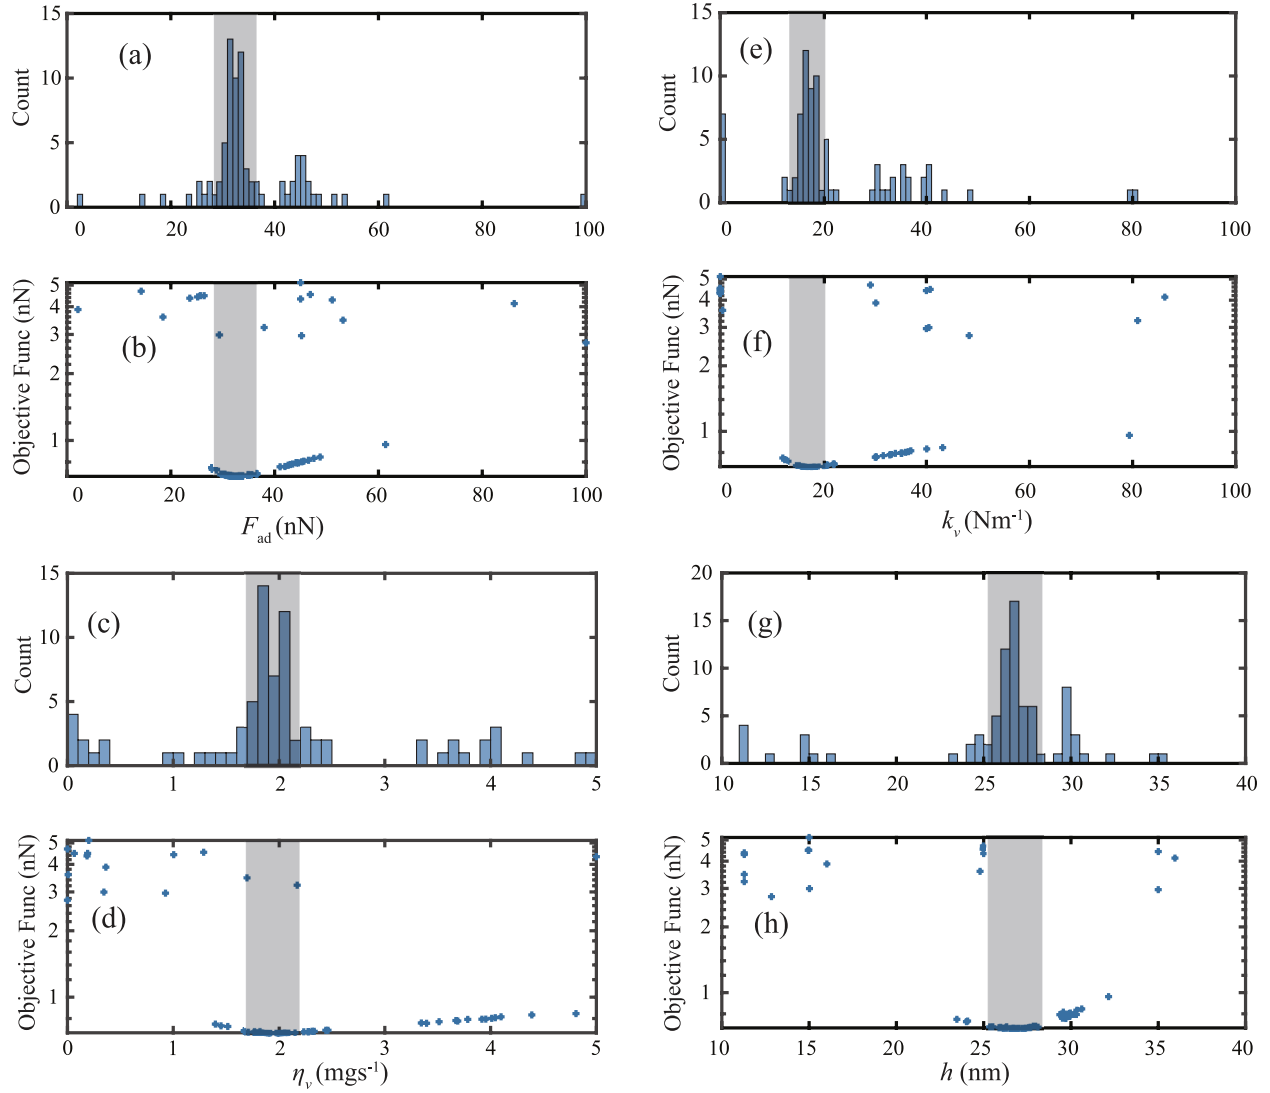 15
10
5
0
Count
(a)
0 20 40 60 80 100
5
4
3
2
1
Objective Func (nN)
(b)
0 20 40 60 80 100
F_ad (nN)
15
10
5
0
Count
(e)
0 20 40 60 80 100
5
4
3
2
1
Objective Func (nN)
(f)
0 20 40 60 80 100
k_v (Nm⁻¹)
15
10
5
0
Count
(c)
0 1 2 3 4 5
5
4
3
2
1
Objective Func (nN)
(d)
0 1 2 3 4 5
η_v (mgs⁻¹)
20
15
10
5
0
Count
(g)
10 15 20 25 30 35 40
5
4
3
2
1
Objective Func (nN)
(h)
10 15 20 25 30 35 40
h (nm)